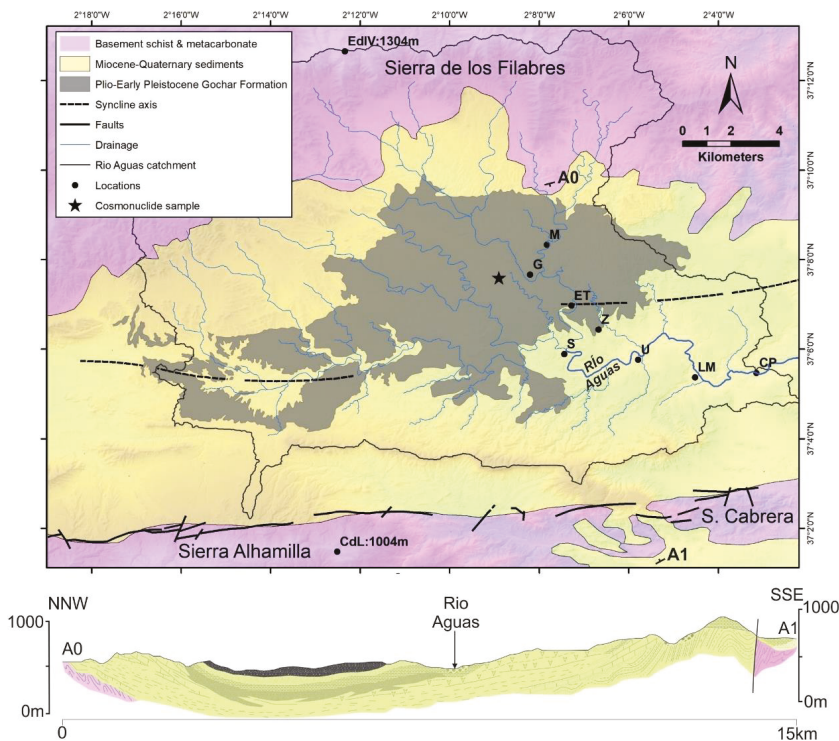 2°18'0"W 2°16'0"W 2°14'0"W 2°12'0"W 2°10'0"W 2°8'0"W 2°6'0"W 2°4'0"W
Basement schist & metacarbonate
Miocene-Quaternary sediments
Plio-Early Pleistocene Gochar Formation
Syncline axis
Faults
Drainage
Rio Aguas catchment
Locations
Cosmonuclide sample
EdlV:1304m
Sierra de los Filabres
N
0 1 2 4
Kilometers
37°12'0"N
37°10'0"N
37°8'0"N
37°6'0"N
37°4'0"N
37°2'0"N
A0
M
G
ET
Z
S
U
Rio
Aguas
LM
CP
S. Cabrera
Sierra Alhamilla
CdL:1004m
A1
NNW
Rio
Aguas
SSE
1000
1000
A0
A1
0m
0m
0
15km